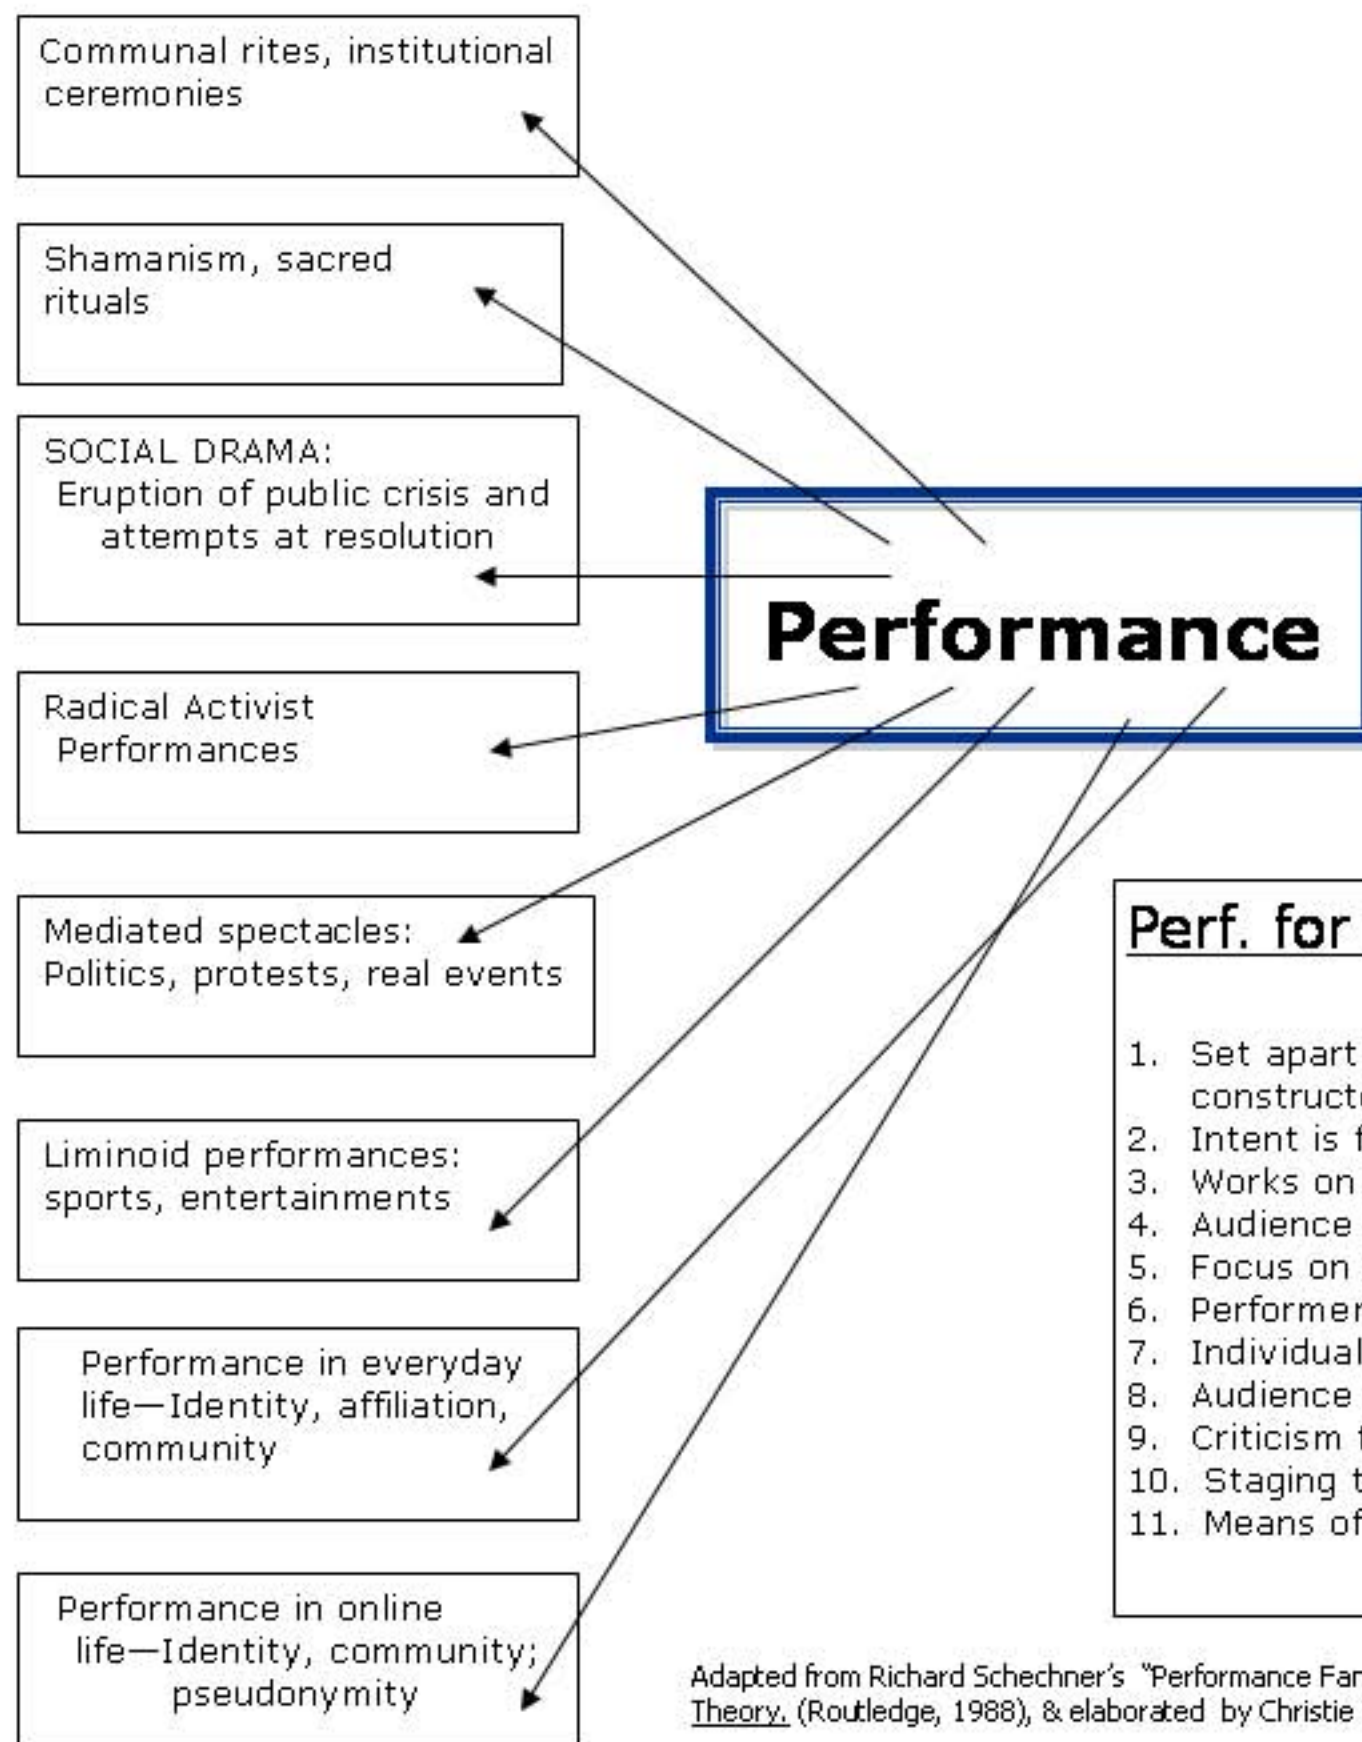 Communal rites, institutional
ceremonies
Shamanism, sacred
rituals
SOCIAL DRAMA:
Eruption of public crisis and
attempts at resolution
Performance
Radical Activist
Performances
Mediated spectacles:
Politics, protests, real events
Liminoid performances:
sports, entertainments
Performance in everyday
life—Identity, affiliation,
community
Performance in online
life—Identity, community;
pseudonymity
Perf. for
1. Set apart
2. Intent is
3. Works on
4. Audience
5. Focus on
6. Performer
7. Individual
8. Audience
9. Criticism
10. Staging
11. Means of
Adapted from Richard Schechner's "Performance
Theory. (Routledge, 1988), & elaborated by Christie